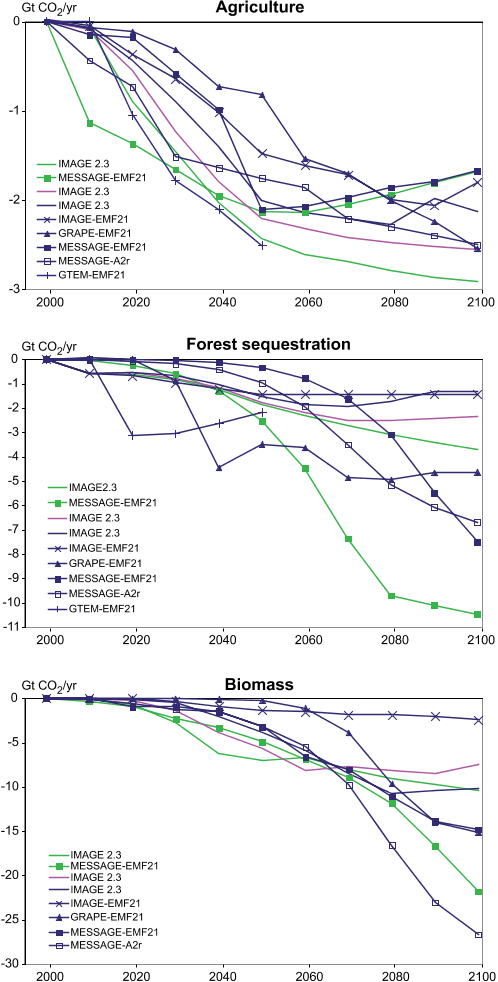 Agriculture
Gt CO2/yr
0
-1
-2
-3
IMAGE 2.3
MESSAGE-EMF21
IMAGE 2.3
IMAGE 2.3
IMAGE-EMF21
GRAPE-EMF21
MESSAGE-EMF21
MESSAGE-A2r
GTEM-EMF21
2000 2020 2040 2060 2080 2100
Forest sequestration
Gt CO2/yr
0
-1
-2
-3
-4
-5
-6
-7
-8
-9
-10
-11
IMAGE2.3
MESSAGE-EMF21
IMAGE 2.3
IMAGE 2.3
IMAGE-EMF21
GRAPE-EMF21
MESSAGE-EMF21
MESSAGE-A2r
GTEM-EMF21
2000 2020 2040 2060 2080 2100
Biomass
Gt CO2/yr
0
-5
-10
-15
-20
-25
-30
IMAGE 2.3
MESSAGE-EMF21
IMAGE 2.3
IMAGE 2.3
IMAGE-EMF21
GRAPE-EMF21
MESSAGE-EMF21
MESSAGE-A2r
2000 2020 2040 2060 2080 2100